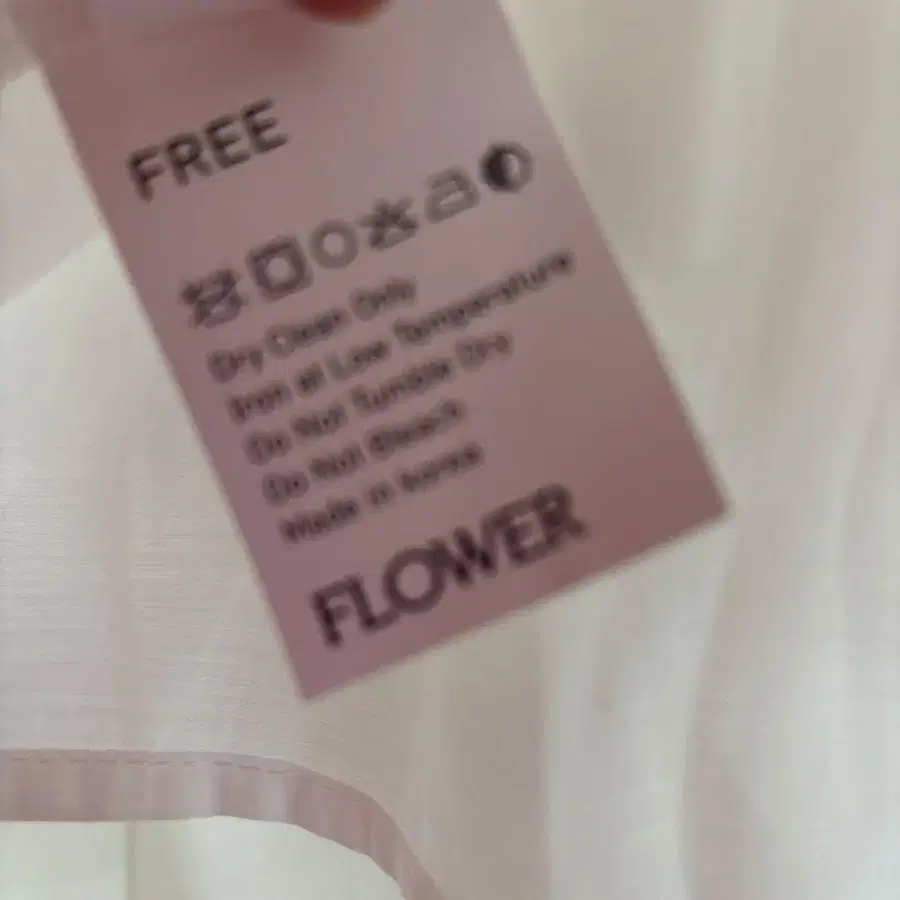 FREE
Dry Clean Only
Iron at Low Temperature
Do Not Tumble Dry
Do Not Bleach
Made in korea
FLOWER